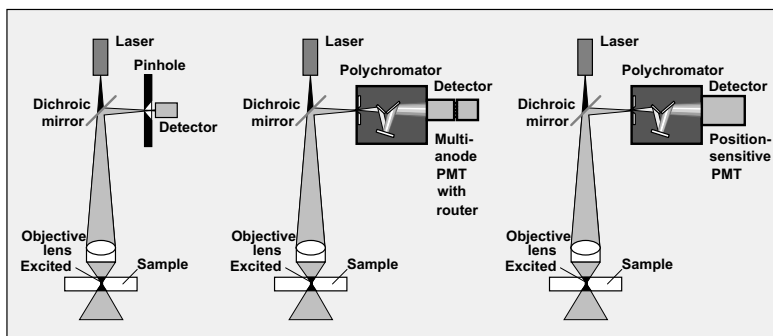 Laser
Pinhole
Dichroic
mirror
Detector
Objective
lens
Excited
Sample
Laser
Polychromator
Detector
Dichroic
mirror
Multi-
anode
PMT
with
router
Objective
lens
Excited
Sample
Laser
Polychromator
Detector
Dichroic
mirror
Position-
sensitive
PMT
Objective
lens
Excited
Sample